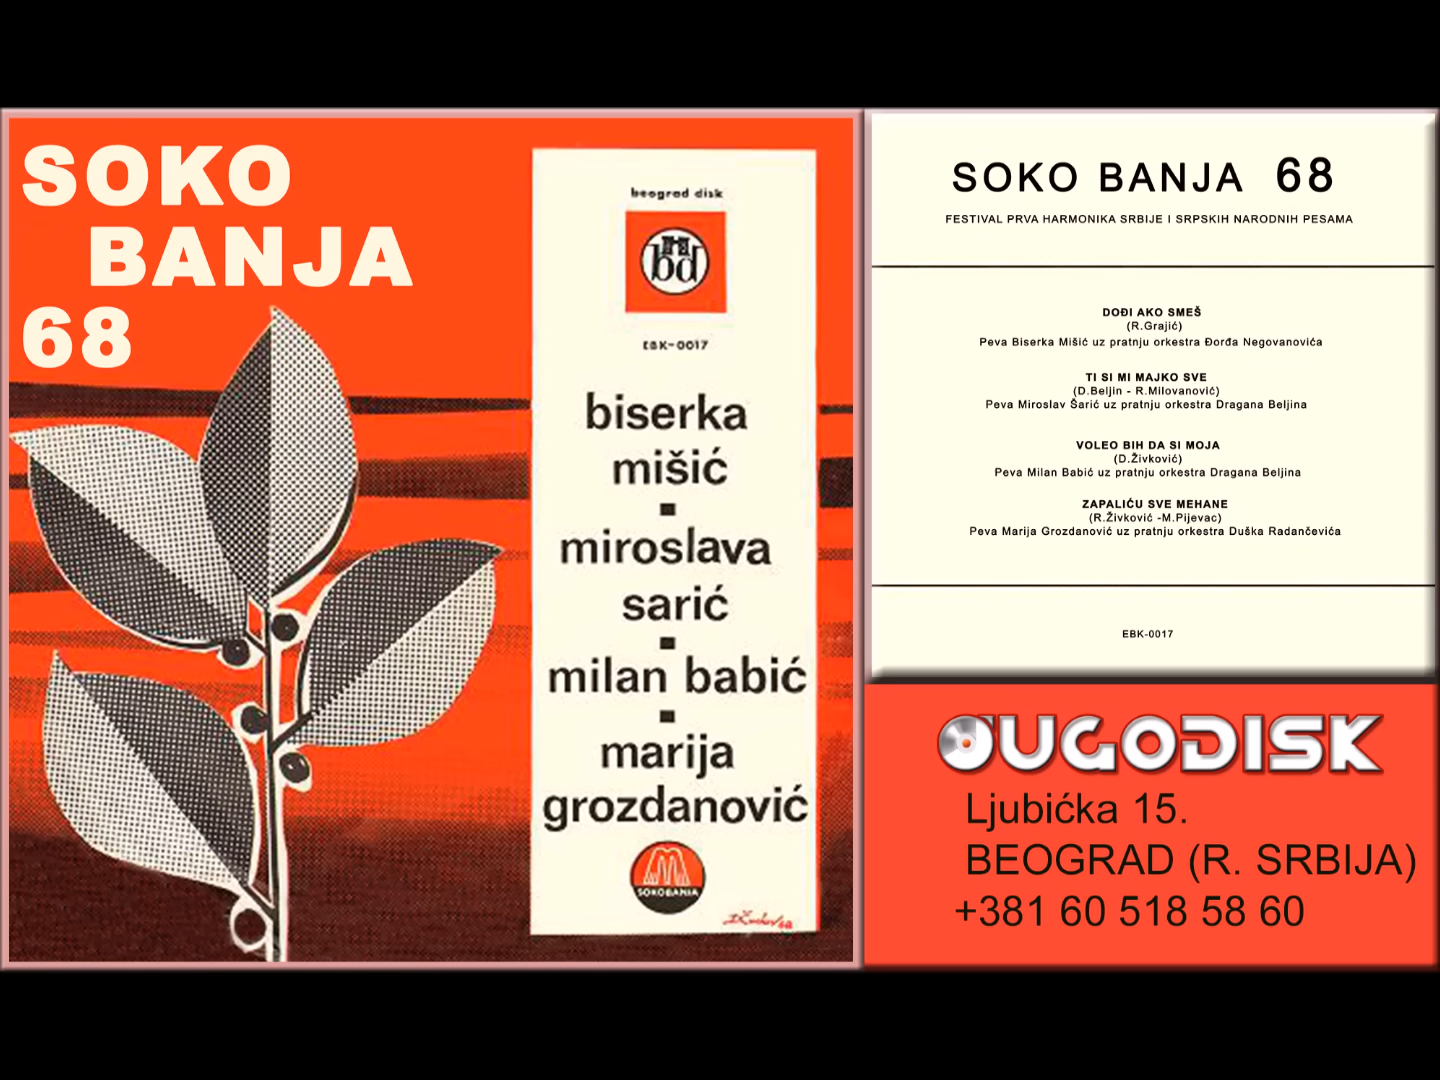 SOKO
BANJA
68
beograd disk
bd
EBK-0017
biserka
mišić
miroslava
sarić
milan babić
marija
grozdanović
SOKOBANJA
SOKO BANJA 68
FESTIVAL PRVA HARMONIKA SRBIJE I SRPSKIH NARODNIH PESAMA
DOĐI AKO SMEŠ
(R.Grajić)
Peva Biserka Mišić uz pratnju orkestra Đorđa Negovanovića
TI SI MI MAJKO SVE
(D.Beljin - R.Milovanović)
Peva Miroslav Šarić uz pratnju orkestra Dragana Beljina
VOLEO BIH DA SI MOJA
(D.Živković)
Peva Milan Babić uz pratnju orkestra Dragana Beljina
ZAPALIĆU SVE MEHANE
(R.Živković -M.Pijevac)
Peva Marija Grozdanović uz pratnju orkestra Duška Radančevića
EBK-0017
JUGODISK
Ljubićka 15.
BEOGRAD (R. SRBIJA)
+381 60 518 58 60